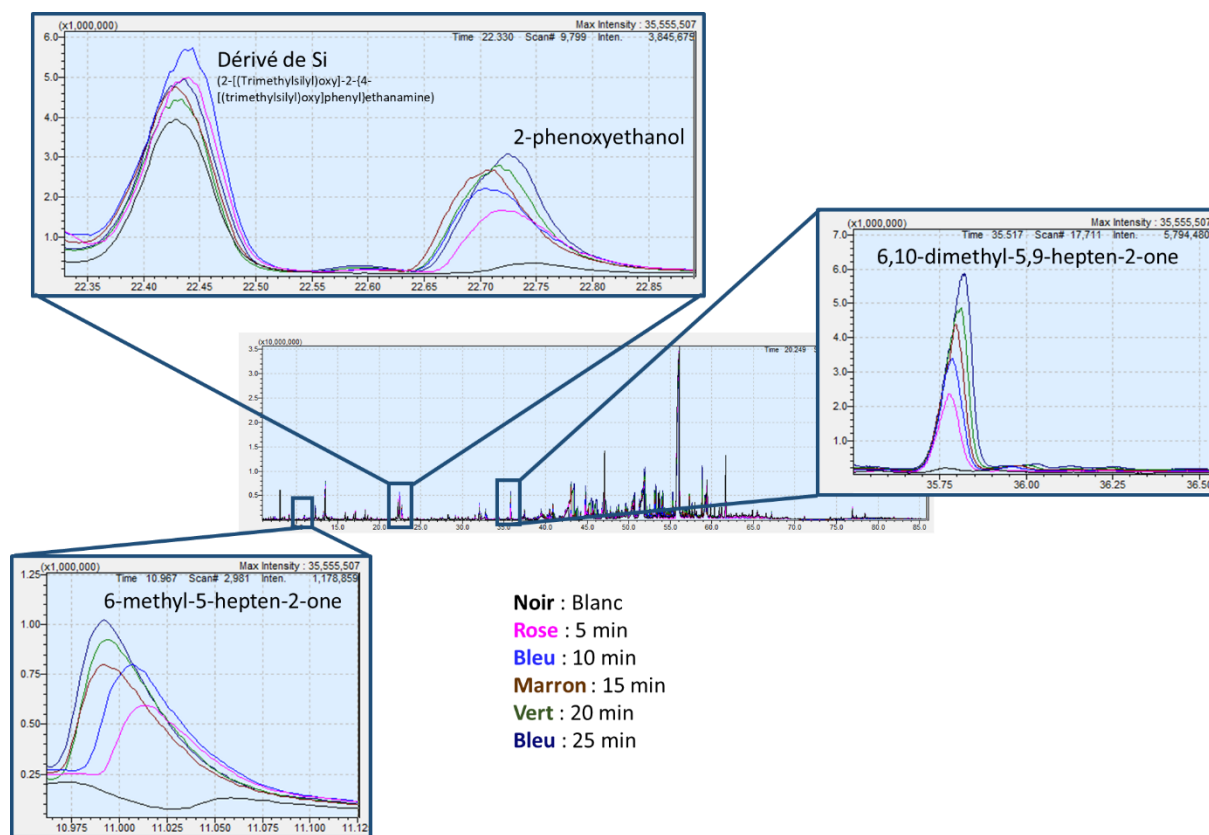 (x1,000,000)
Max Intensity : 35,555,507
Time 22.330 Scan# 9,799 Inten. 3,845,675
6.0
5.0
4.0
3.0
2.0
1.0
Dérivé de Si
(2-[(Trimethylsilyl)oxy]-2-{4-
[(trimethylsilyl)oxy]phenyl}ethanamine)
2-phenoxyethanol
22.35 22.40 22.45 22.50 22.55 22.60 22.65 22.70 22.75 22.80 22.85
(x1,000,000)
Max Intensity : 35,555,507
Time 35.517 Scan# 17,711 Inten. 5,794,480
7.0
6.0
5.0
4.0
3.0
2.0
1.0
6,10-dimethyl-5,9-hepten-2-one
35.75 36.00 36.25 36.50
(x10,000,000)
Time 20.249
3.5
3.0
2.5
2.0
1.5
1.0
0.5
15.0 20.0 25.0 30.0 35.0 40.0 45.0 50.0 55.0 60.0 65.0 70.0 75.0 80.0 85.0
(x1,000,000)
Max Intensity : 35,555,507
Time 10.967 Scan# 2,981 Inten. 1,178,859
1.25
1.00
0.75
0.50
0.25
6-methyl-5-hepten-2-one
10.975 11.000 11.025 11.050 11.075 11.100 11.12
Noir : Blanc
Rose : 5 min
Bleu : 10 min
Marron : 15 min
Vert : 20 min
Bleu : 25 min